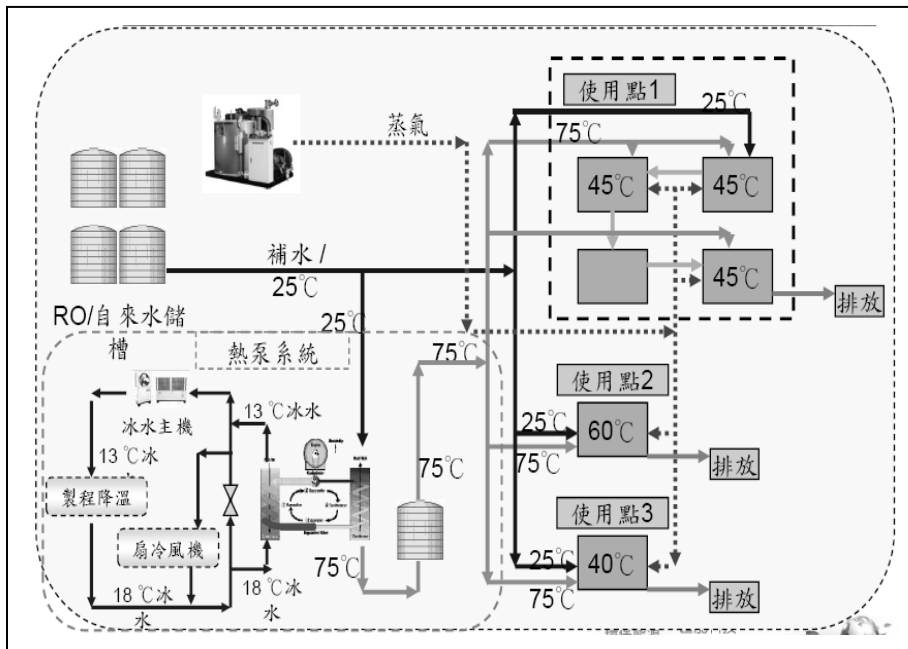 使用點1
25℃
蒸氣
75℃
45℃
45℃
補水 /
25℃
45℃
排放
RO/自來水儲
槽
25℃
熱泵系統
75℃
使用點2
冰水主機
13 ℃冰水
25℃
60℃
13 ℃冰
水
75℃
75℃
排放
製程降溫
使用點3
扇冷風機
75℃
25℃
40℃
18 ℃冰
水
18 ℃冰
水
75℃
排放